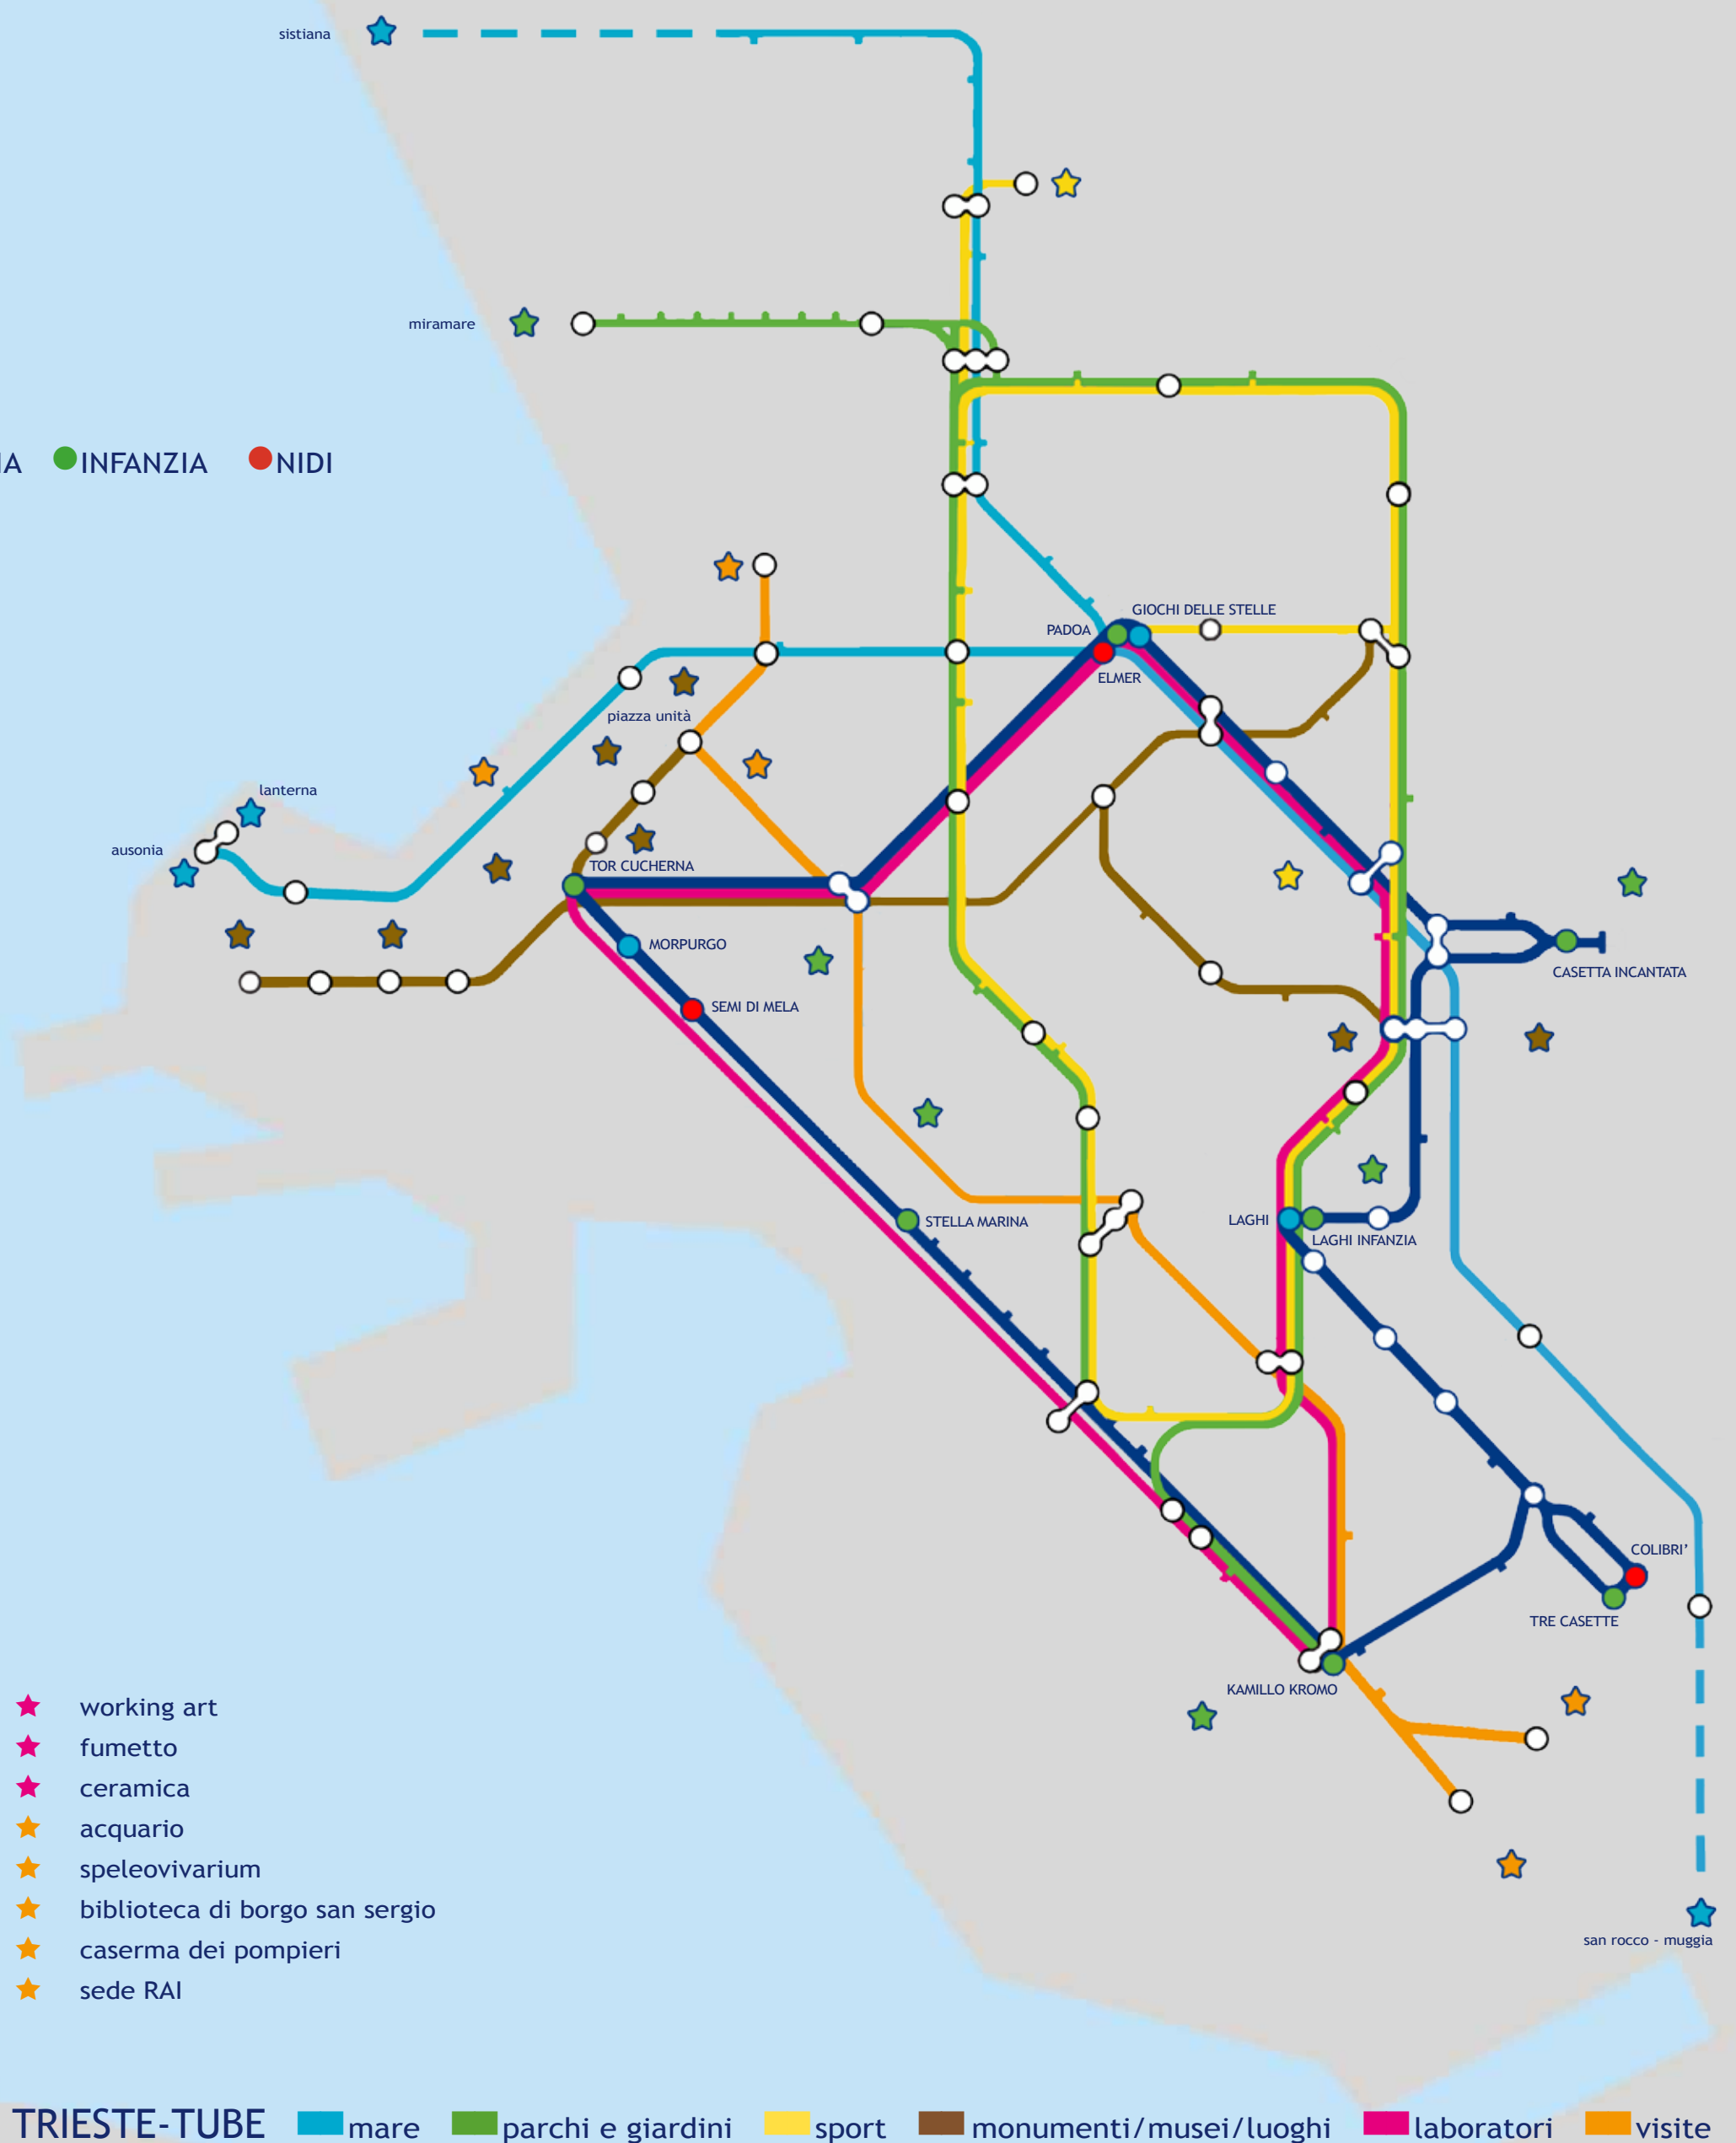 sistiana
miramare
IA INFANZIA NIDI
GIOCHI DELLE STELLE
PADOA
ELMER
piazza unità
lanterna
ausonia
TOR CUCHERNA
MORPURGO
CASETTA INCANTATA
SEMI DI MELA
STELLA MARINA
LAGHI
LAGHI INFANZIA
COLIBRI’
TRE CASETTE
KAMILLO KROMO
working art
fumetto
ceramica
acquario
speleovivarium
biblioteca di borgo san sergio
caserma dei pompieri
sede RAI
san rocco - muggia
TRIESTE-TUBE mare parchi e giardini sport monumenti/musei/luoghi laboratori visite